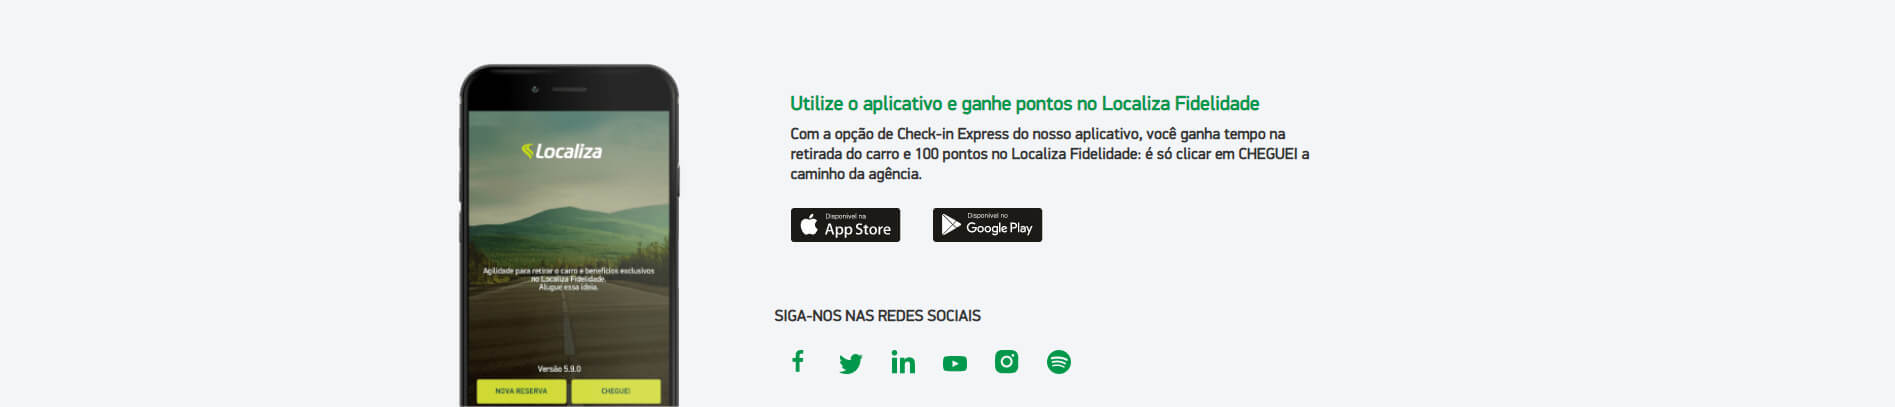 Localiza
Agilidade para retirar o carro e benefícios exclusivos
no Localiza Fidelidade.
Alugue essa ideia.
Versão 5.9.0
NOVA RESERVA
CHEGUEI
Utilize o aplicativo e ganhe pontos no Localiza Fidelidade
Com a opção de Check-in Express do nosso aplicativo, você ganha tempo na
retirada do carro e 100 pontos no Localiza Fidelidade: é só clicar em CHEGUEI a
caminho da agência.
Disponível na
App Store
Disponível no
Google Play
SIGA-NOS NAS REDES SOCIAIS